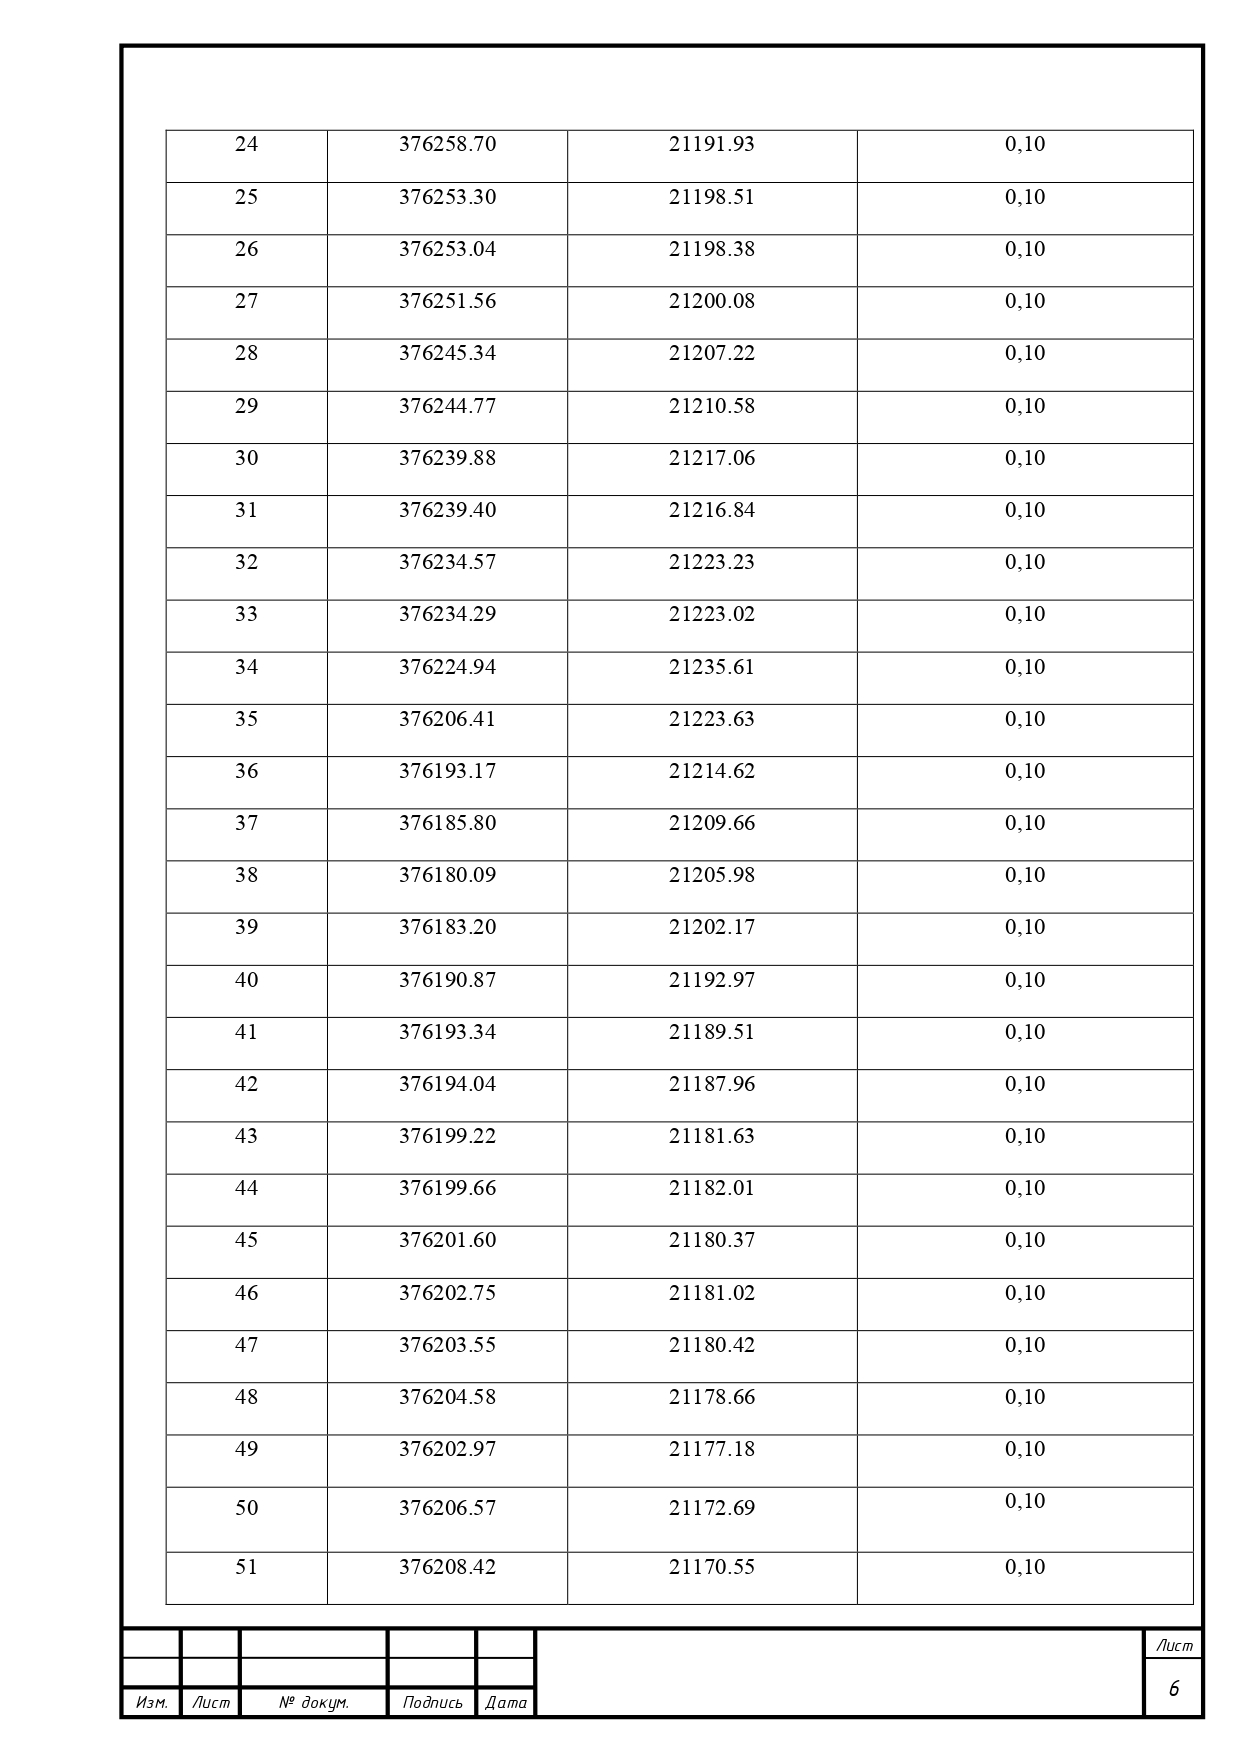 24 376258.70 21191.93 0,10
25 376253.30 21198.51 0,10
26 376253.04 21198.38 0,10
27 376251.56 21200.08 0,10
28 376245.34 21207.22 0,10
29 376244.77 21210.58 0,10
30 376239.88 21217.06 0,10
31 376239.40 21216.84 0,10
32 376234.57 21223.23 0,10
33 376234.29 21223.02 0,10
34 376224.94 21235.61 0,10
35 376206.41 21223.63 0,10
36 376193.17 21214.62 0,10
37 376185.80 21209.66 0,10
38 376180.09 21205.98 0,10
39 376183.20 21202.17 0,10
40 376190.87 21192.97 0,10
41 376193.34 21189.51 0,10
42 376194.04 21187.96 0,10
43 376199.22 21181.63 0,10
44 376199.66 21182.01 0,10
45 376201.60 21180.37 0,10
46 376202.75 21181.02 0,10
47 376203.55 21180.42 0,10
48 376204.58 21178.66 0,10
49 376202.97 21177.18 0,10
50 376206.57 21172.69 0,10
51 376208.42 21170.55 0,10
Лист
6
Изм. Лист № докум. Подпись Дата